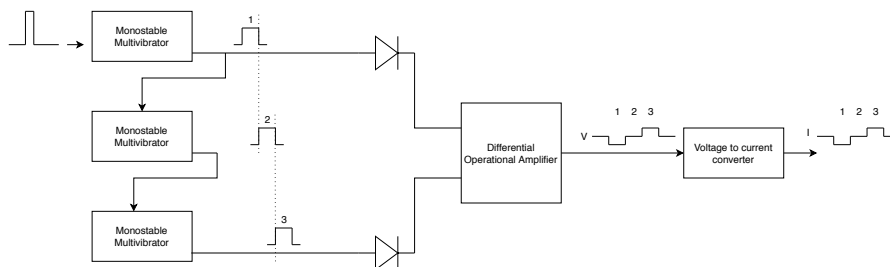 Monostable
Multivibrator
1
Monostable
Multivibrator
2
Monostable
Multivibrator
3
Differential
Operational Amplifier
V
1 2 3
Voltage to current
converter
I
1 2 3